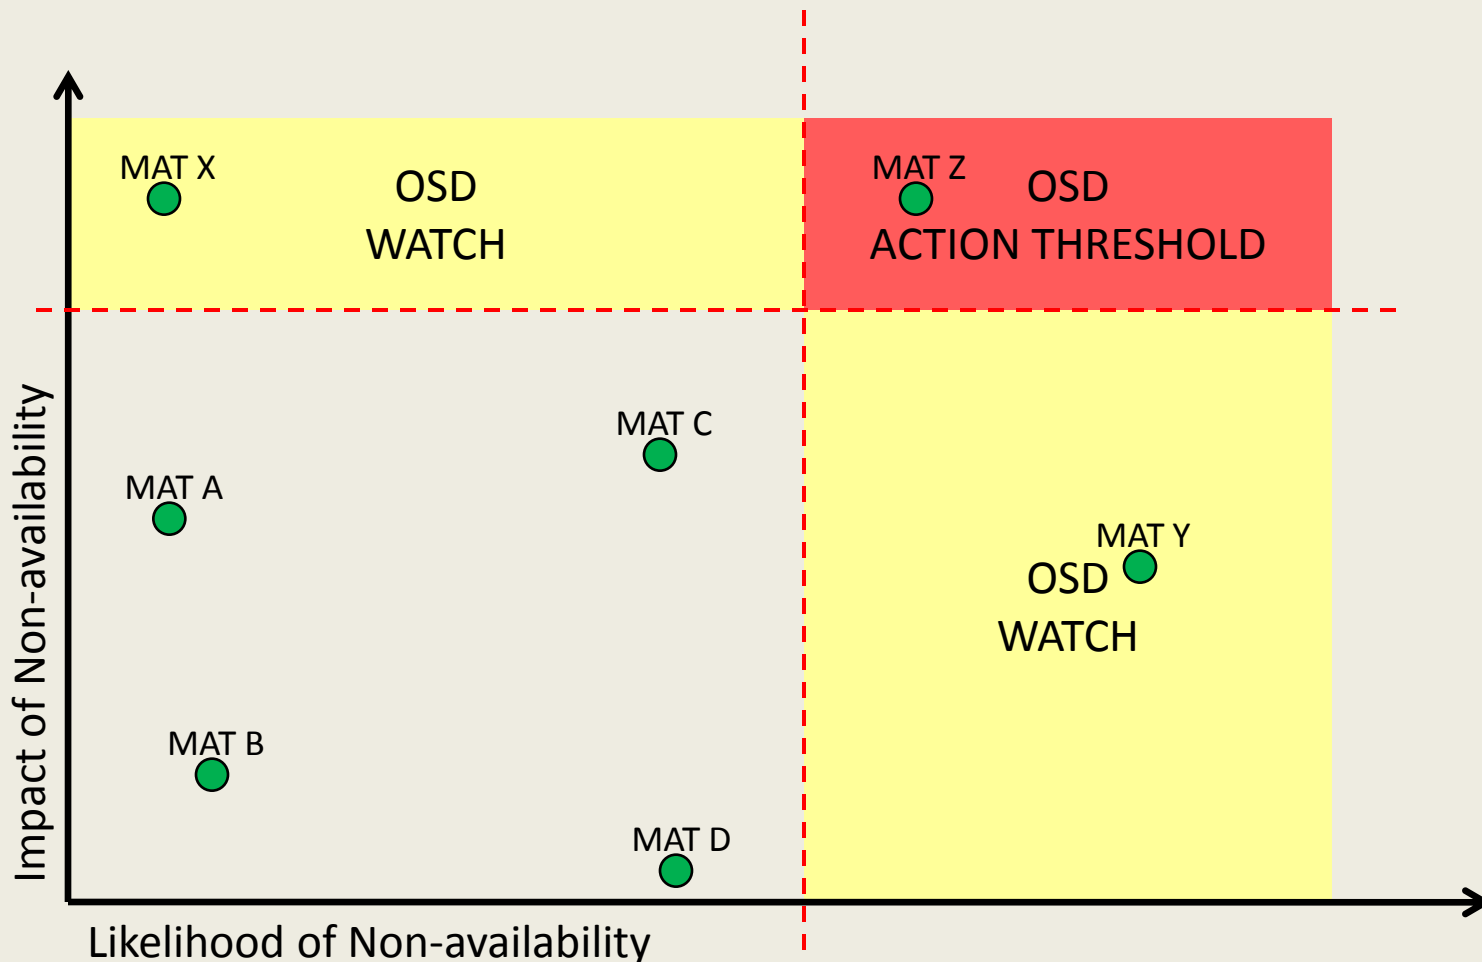 MAT X
OSD
WATCH
MAT Z
OSD
ACTION THRESHOLD
MAT C
MAT A
MAT Y
OSD
WATCH
MAT B
MAT D
Impact of Non-availability
Likelihood of Non-availability